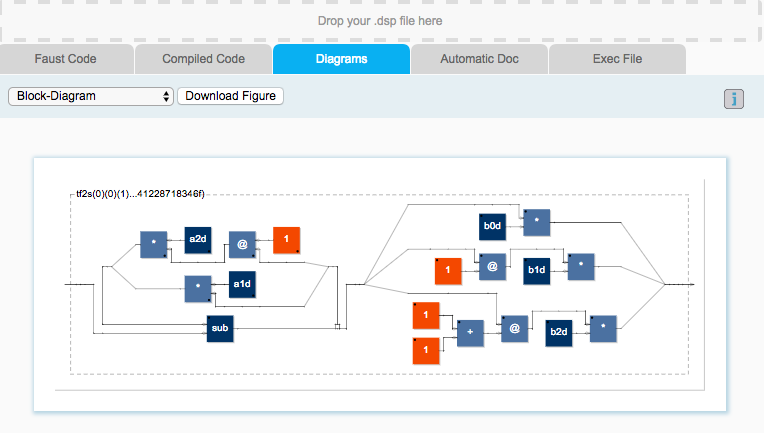 Drop your .dsp file here
Faust Code
Compiled Code
Diagrams
Automatic Doc
Exec File
Block-Diagram
Download Figure
i
tf2s(0)(0)(1)...41228718346f)
* a2d @ 1
* a1d
sub
b0d *
1 @ b1d *
1
+ @ b2d *
1